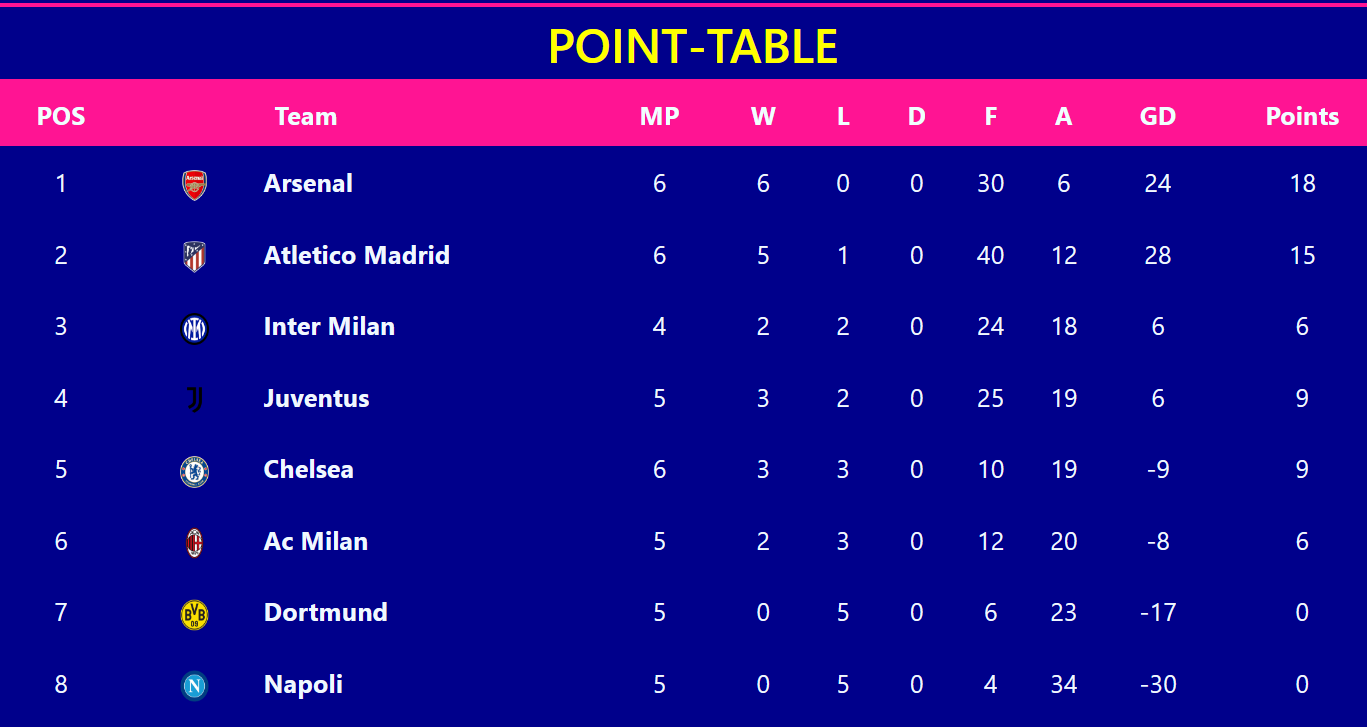 POINT-TABLE
POS Team MP W L D F A GD Points
1 Arsenal 6 6 0 0 30 6 24 18
2 Atletico Madrid 6 5 1 0 40 12 28 15
3 Inter Milan 4 2 2 0 24 18 6 6
4 Juventus 5 3 2 0 25 19 6 9
5 Chelsea 6 3 3 0 10 19 -9 9
6 Ac Milan 5 2 3 0 12 20 -8 6
7 BVB 09 Dortmund 5 0 5 0 6 23 -17 0
8 N Napoli 5 0 5 0 4 34 -30 0